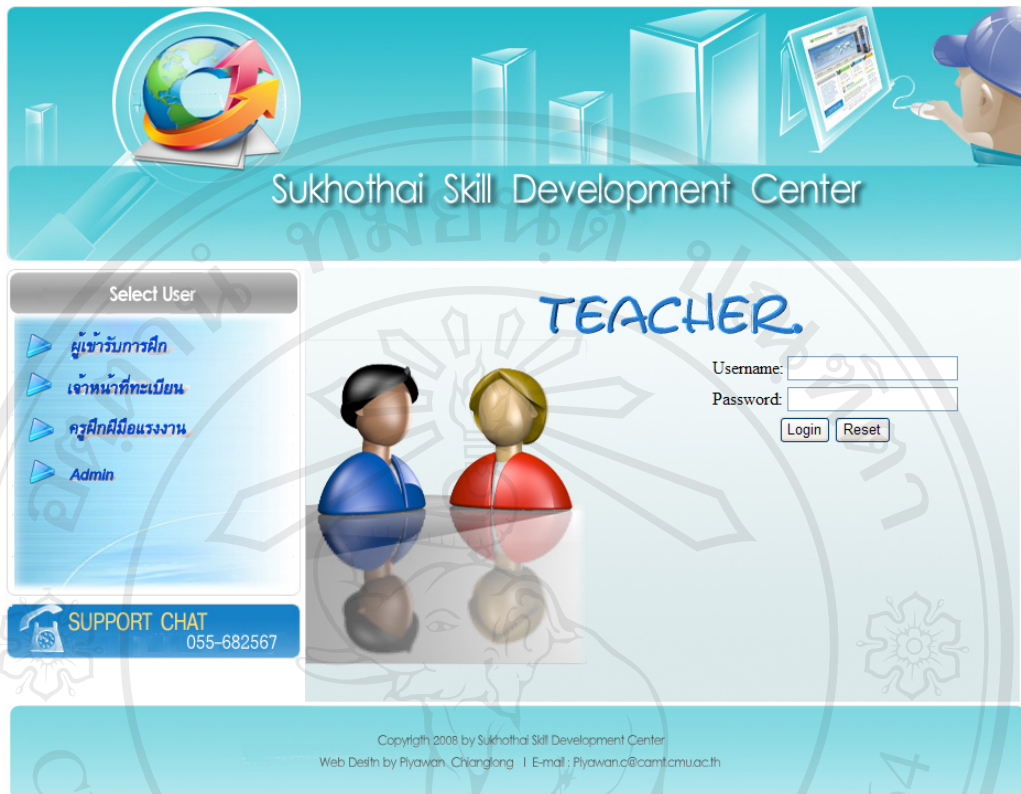 Sukhothai Skill Development Center
Select User
ผู้เข้ารับการฝึก
เจ้าหน้าที่ทะเบียน
ครูฝึกฝีมือแรงงาน
Admin
SUPPORT CHAT
055-682567
TEACHER.
Username:
Password:
Login Reset
Copyrigth 2008 by Sukhothai Skill Development Center
Web Desitn by Piyawan Chianglong | E-mail : Piyawan.c@camt.cmu.ac.th